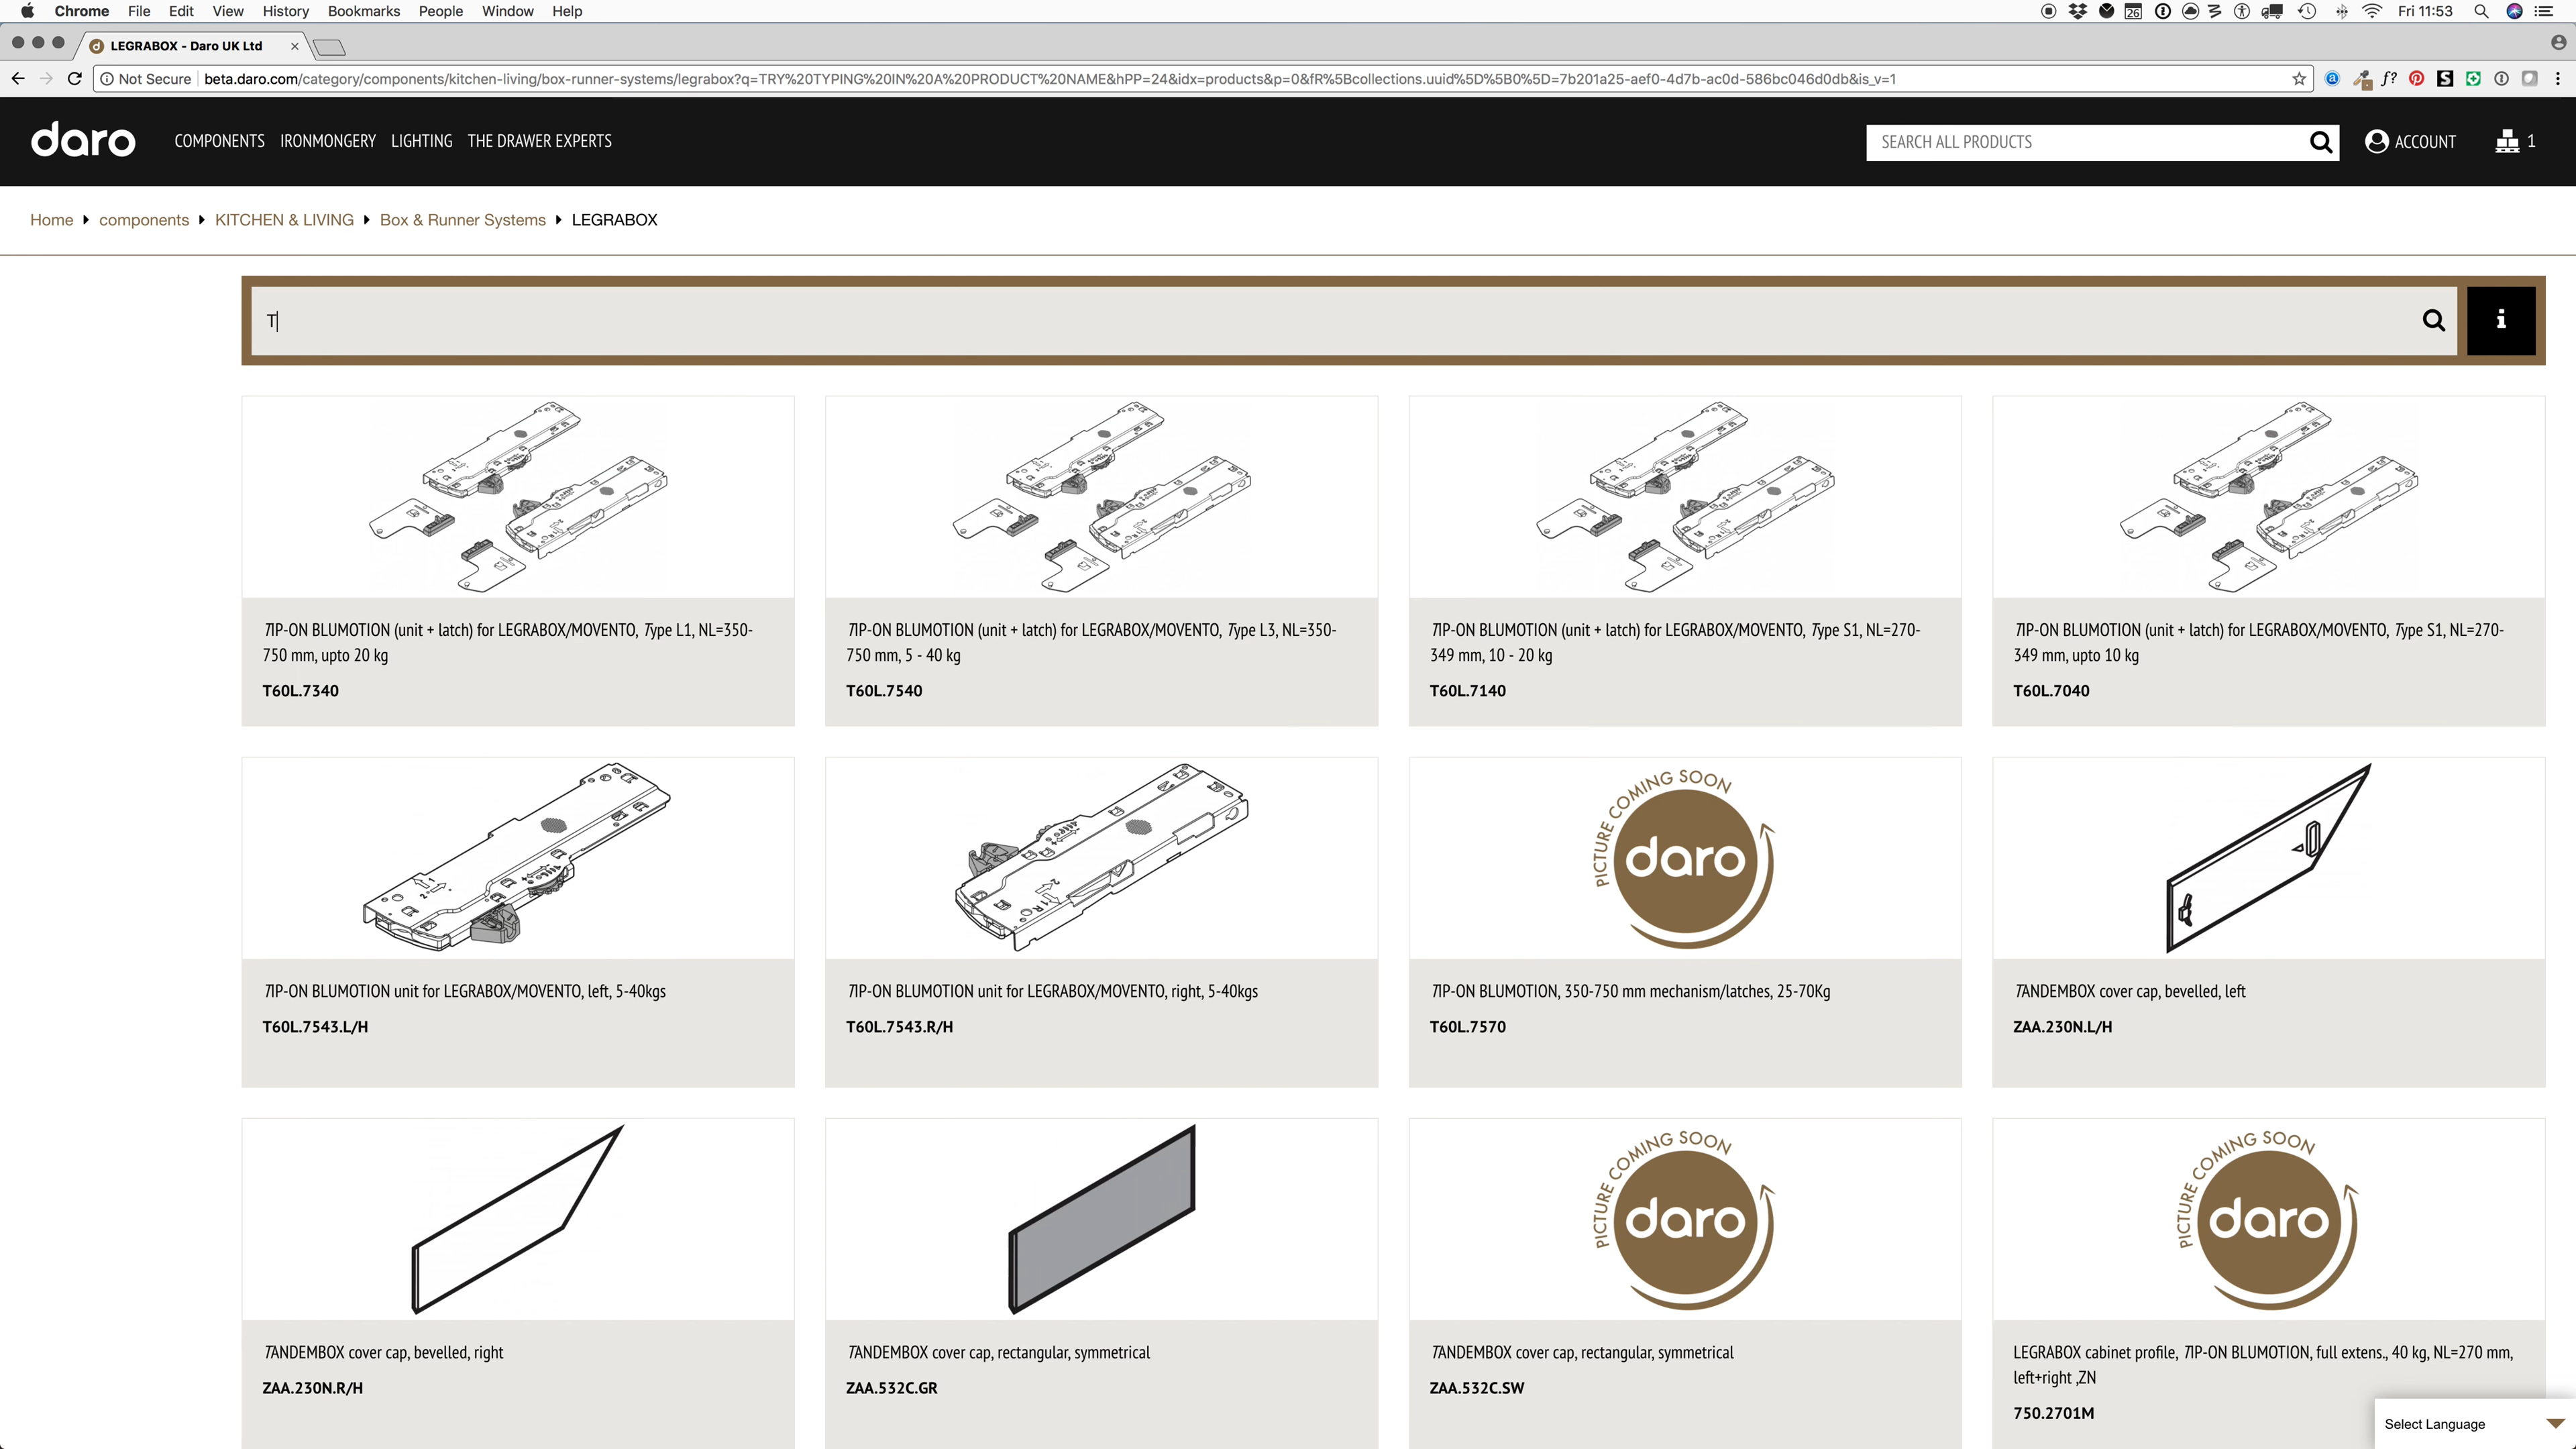 Chrome File Edit View History Bookmarks People Window Help 26 Fri 11:53
LEGRABOX - Daro UK Ltd
Not Secure beta.daro.com/category/components/kitchen-living/box-runner-systems/legrabox?q=TRY%20TYPING%20IN%20A%20PRODUCT%20NAME&hPP=24&idx=products&p=0&fR%5Bcollections.uuid%5D%5B0%5D=7b201a25-aef0-4d7b-ac0d-586bc046d0db&is_v=1
daro COMPONENTS IRONMONGERY LIGHTING THE DRAWER EXPERTS SEARCH ALL PRODUCTS ACCOUNT 1
Home components KITCHEN & LIVING Box & Runner Systems LEGRABOX
T
TIP-ON BLUMOTION (unit + latch) for LEGRABOX/MOVENTO, Type L1, NL=350-
750 mm, upto 20 kg
T60L.7340
TIP-ON BLUMOTION (unit + latch) for LEGRABOX/MOVENTO, Type L3, NL=350-
750 mm, 5 - 40 kg
T60L.7540
TIP-ON BLUMOTION (unit + latch) for LEGRABOX/MOVENTO, Type S1, NL=270-
349 mm, 10 - 20 kg
T60L.7140
TIP-ON BLUMOTION (unit + latch) for LEGRABOX/MOVENTO, Type S1, NL=270-
349 mm, upto 10 kg
T60L.7040
TIP-ON BLUMOTION unit for LEGRABOX/MOVENTO, left, 5-40kgs
T60L.7543.L/H
TIP-ON BLUMOTION unit for LEGRABOX/MOVENTO, right, 5-40kgs
T60L.7543.R/H
PICTURE COMING SOON
daro
TIP-ON BLUMOTION, 350-750 mm mechanism/latches, 25-70Kg
T60L.7570
TANDEMBOX cover cap, bevelled, left
ZAA.230N.L/H
TANDEMBOX cover cap, bevelled, right
ZAA.230N.R/H
TANDEMBOX cover cap, rectangular, symmetrical
ZAA.532C.GR
PICTURE COMING SOON
daro
TANDEMBOX cover cap, rectangular, symmetrical
ZAA.532C.SW
PICTURE COMING SOON
daro
LEGRABOX cabinet profile, TIP-ON BLUMOTION, full extens., 40 kg, NL=270 mm,
left+right ,ZN
750.2701M
Select Language